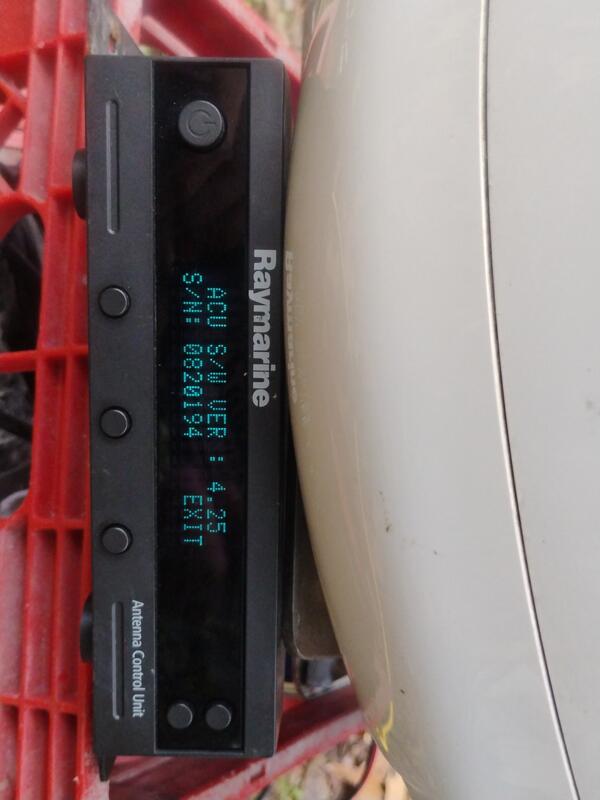 Raymarine
ACU S/W VER : 4.25
S/N: 0820194 EXIT
Antenna Control Unit